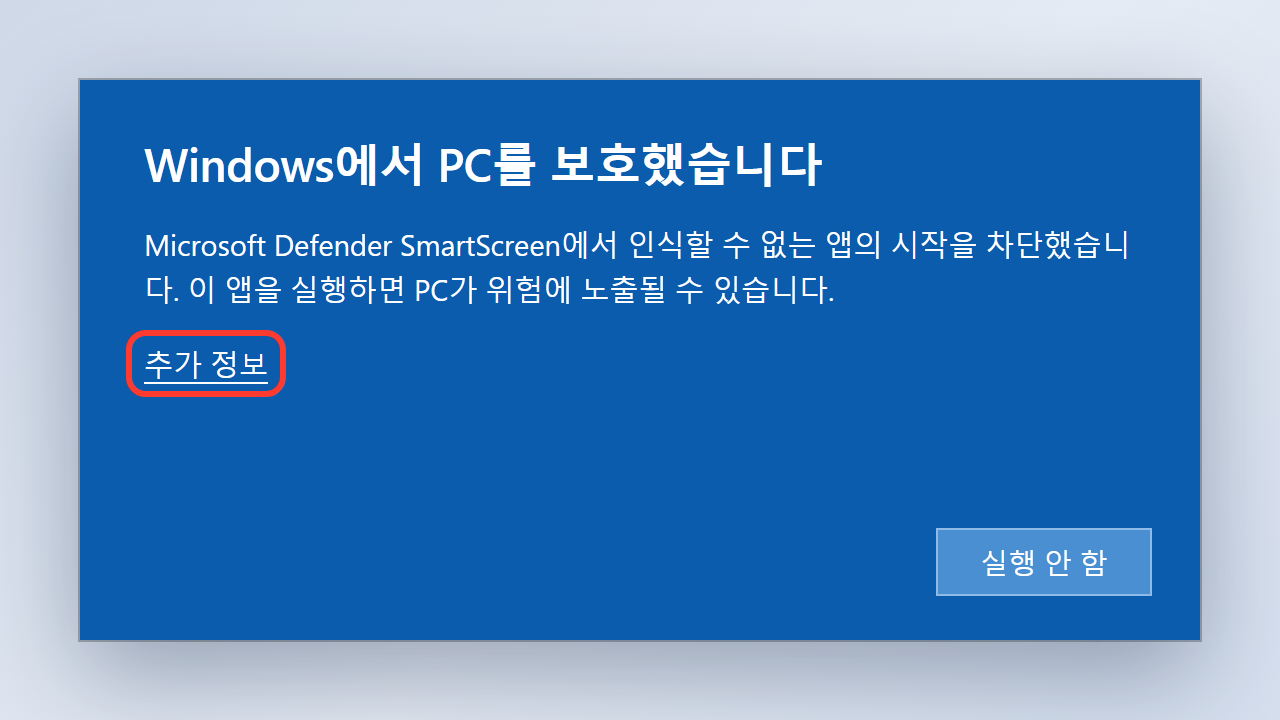 Windows에서 PC를 보호했습니다
Microsoft Defender SmartScreen에서 인식할 수 없는 앱의 시작을 차단했습니
다. 이 앱을 실행하면 PC가 위험에 노출될 수 있습니다.
추가 정보
실행 안 함